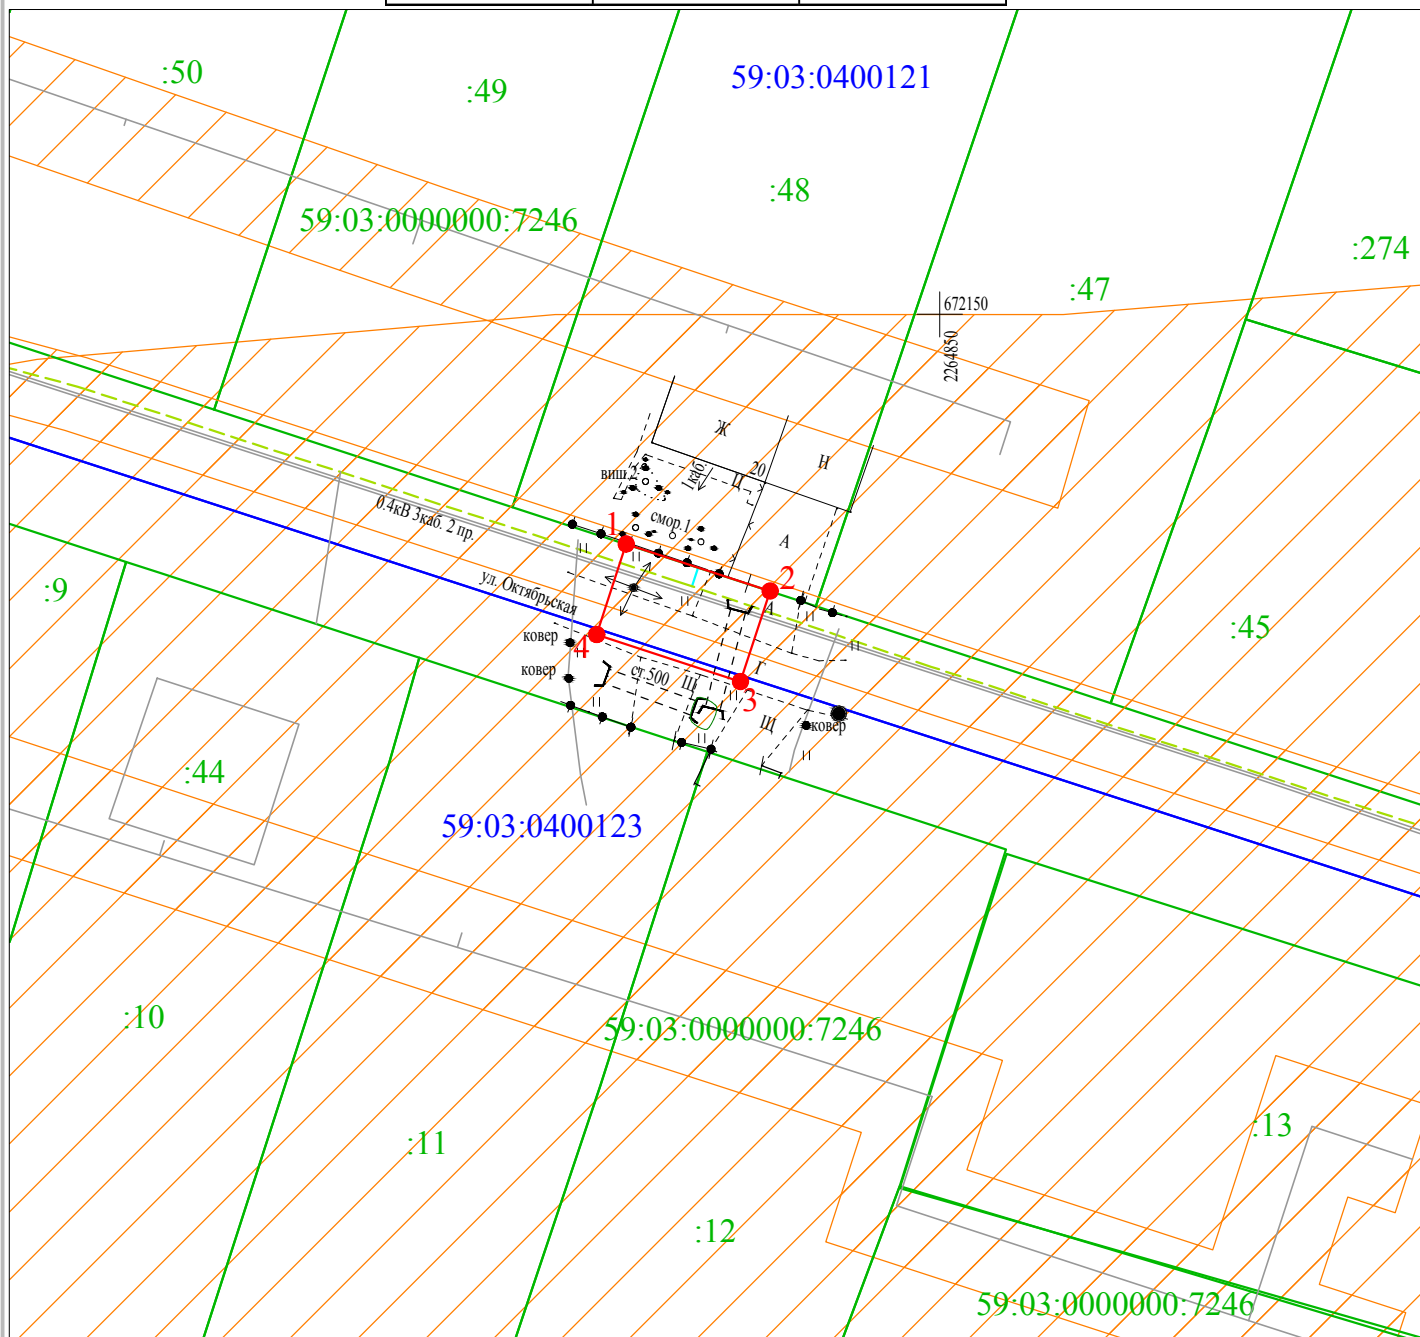 :50
:49
59:03:0400121
:48
59:03:0000000:7246
:274
:47
672150
2264850
Ж
Н
20
виш.2
1каб.
Ц
смор.1
А
0.4кВ 3каб. 2 пр.
1
2
:9
ул. Октябрьская
А
:45
ковер
4
ковер
ст.500
Щ
Г
3
Щ
ковер
:44
59:03:0400123
:10
59:03:0000000:7246
:11
:13
:12
59:03:0000000:7246